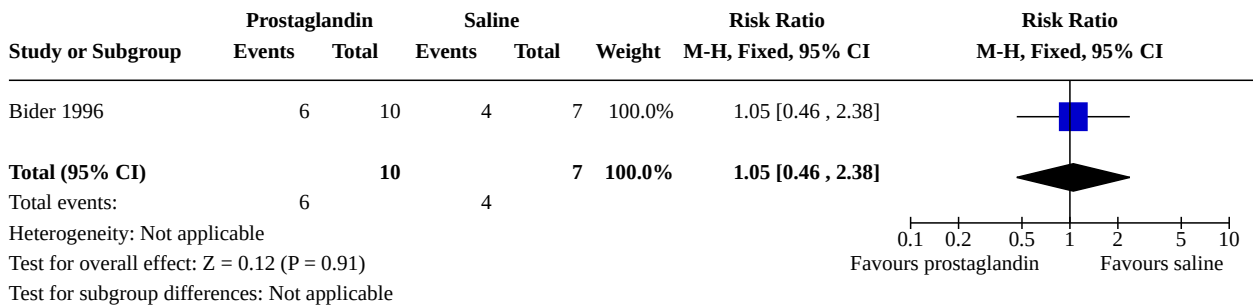 Prostaglandin Saline Risk Ratio Risk Ratio
Study or Subgroup Events Total Events Total Weight M-H, Fixed, 95% CI M-H, Fixed, 95% CI
Bider 1996 6 10 4 7 100.0% 1.05 [0.46 , 2.38]
Total (95% CI) 10 7 100.0% 1.05 [0.46 , 2.38]
Total events: 6 4
Heterogeneity: Not applicable
0.1 0.2 0.5 1 2 5 10
Test for overall effect: Z = 0.12 (P = 0.91) Favours prostaglandin Favours saline
Test for subgroup differences: Not applicable